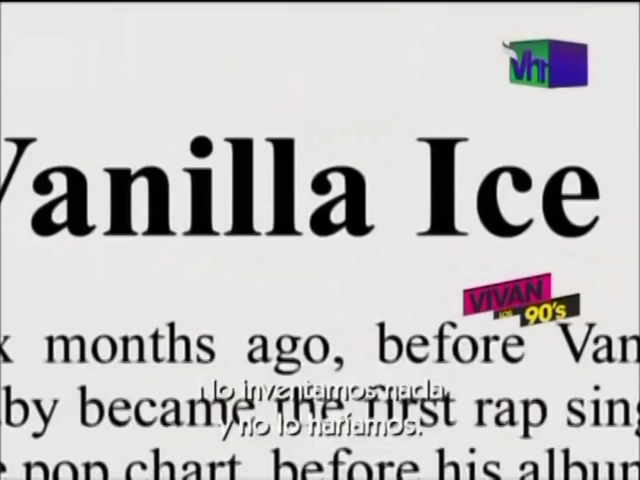 vh1
Vanilla Ice
VIVAN
LOS 90's
x months ago, before Van
by became the first rap sing
No inventamos nada
y no lo haríamos.
e pop chart, before his album